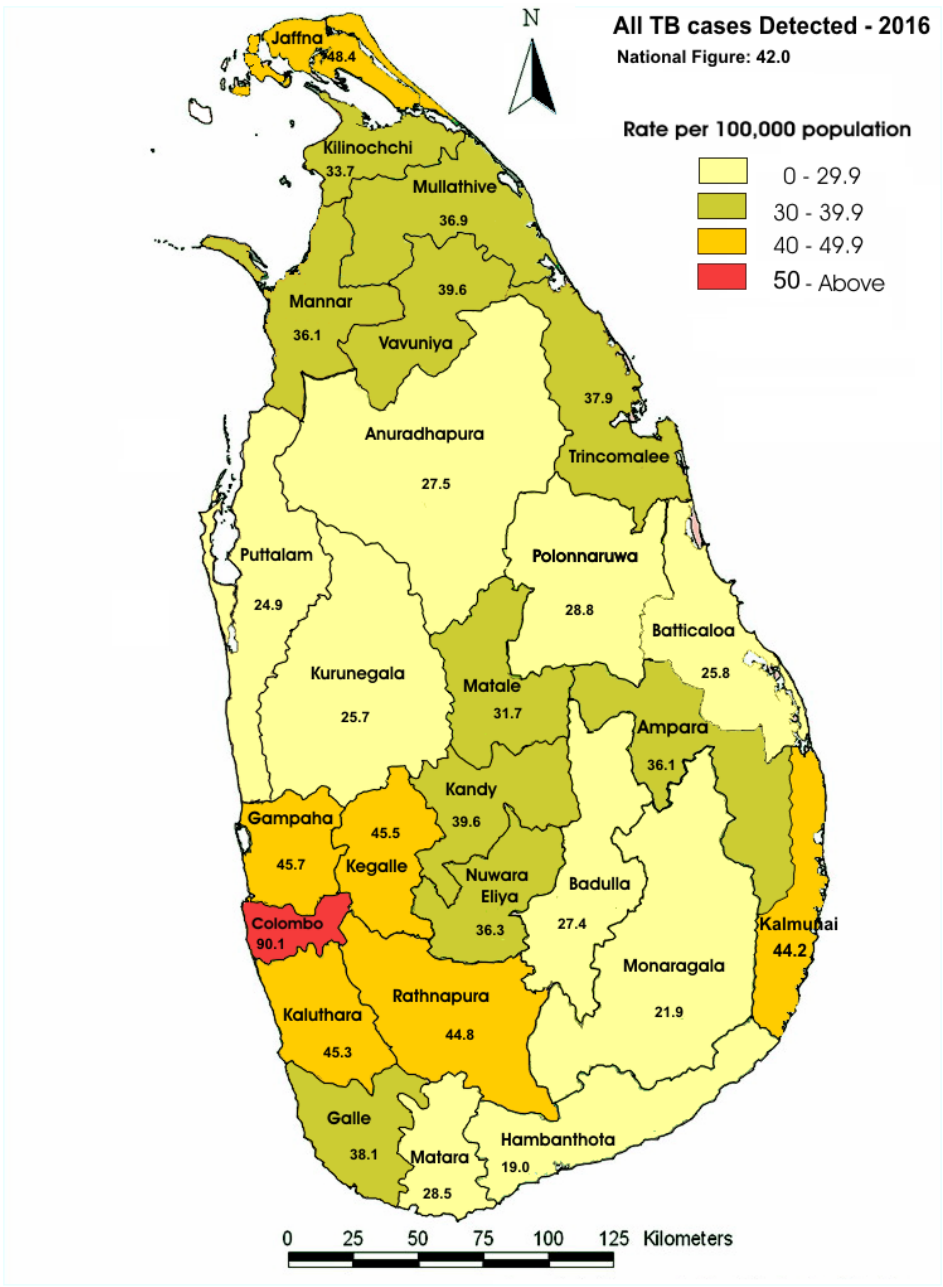 N
All TB cases Detected - 2016
National Figure: 42.0
Rate per 100,000 population
0 - 29.9
30 - 39.9
40 - 49.9
50 - Above
Jaffna
48.4
Kilinochchi
33.7
Mullathive
36.9
Mannar
36.1
39.6
Vavuniya
37.9
Trincomalee
Anuradhapura
27.5
Puttalam
24.9
Polonnaruwa
28.8
Batticaloa
25.8
Kurunegala
25.7
Matale
31.7
Ampara
36.1
Kandy
39.6
Gampaha
45.7
45.5
Kegalle
Nuwara
Eliya
36.3
Badulla
27.4
Colombo
90.1
Kalmunai
44.2
Monaragala
21.9
Rathnapura
44.8
Kaluthara
45.3
Galle
38.1
Matara
28.5
Hambanthota
19.0
0 25 50 75 100 125 Kilometers